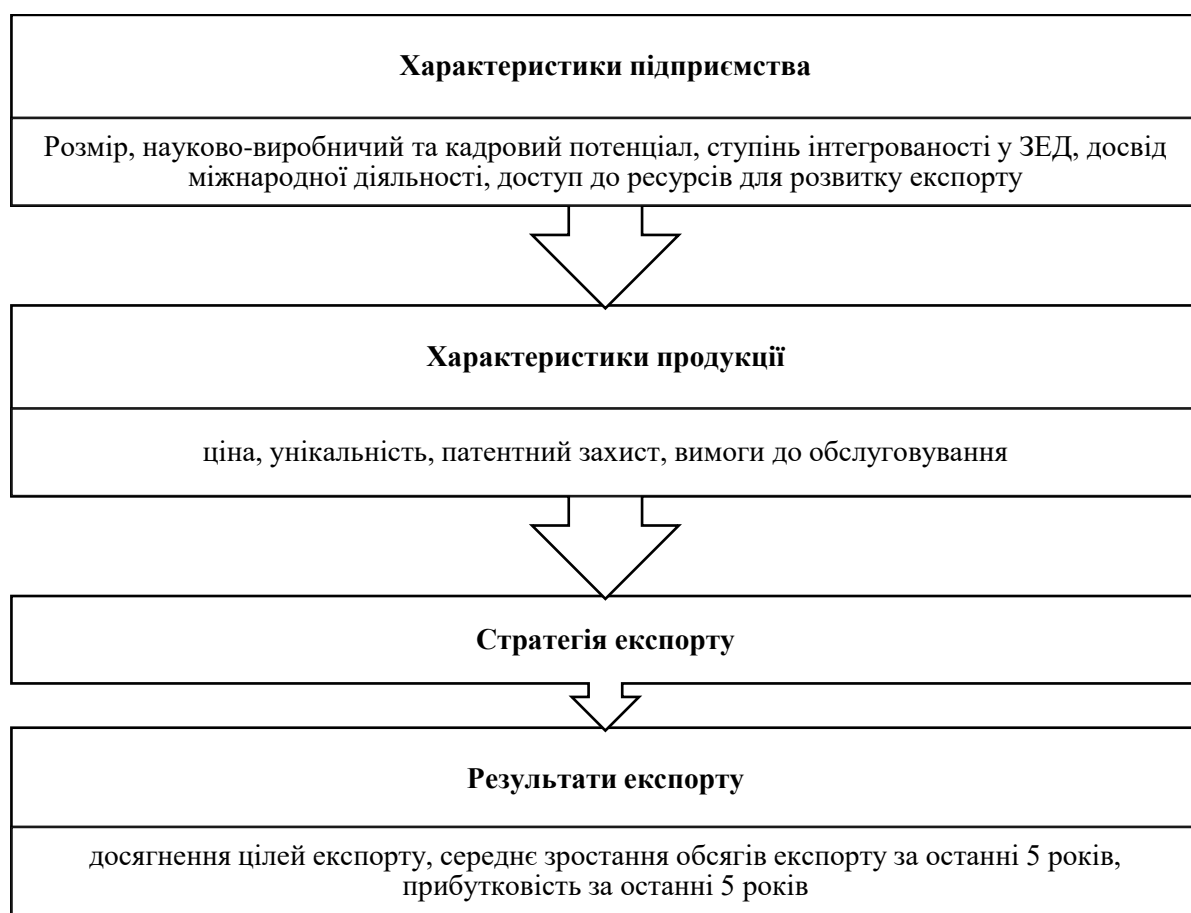 Характеристики підприємства
Розмір, науково-виробничий та кадровий потенціал, ступінь інтегрованості у ЗЕД, досвід
міжнародної діяльності, доступ до ресурсів для розвитку експорту
Характеристики продукції
ціна, унікальність, патентний захист, вимоги до обслуговування
Стратегія експорту
Результати експорту
досягнення цілей експорту, середнє зростання обсягів експорту за останні 5 років,
прибутковість за останні 5 років